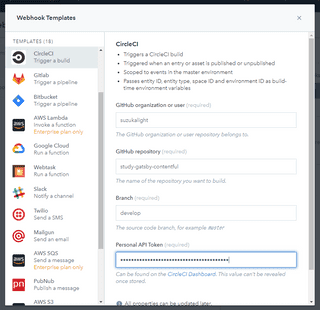 Webhook Templates
TEMPLATES (18)
CircleCI
Trigger a build
Gitlab
Trigger a pipeline
Bitbucket
Trigger a pipeline
AWS Lambda
Invoke a function
Enterprise plan only
Google Cloud
Run a function
Webtask
Run a function
Slack
Notify a channel
Twilio
Send a SMS
Mailgun
Send an email
AWS SQS
Send a message
Enterprise plan only
PubNub
Publish a message
AWS S3
CircleCI
Triggers a CircleCI build
Triggered when an entry or asset is published or unpublished
Scoped to events in the master environment
Passes entity ID, entity type, space ID and environment ID as build-
time environment variables
GitHub organization or user (required)
suzukalight
The GitHub organization or user repository belongs to.
GitHub repository (required)
study-gatsby-contentful
The name of the repository you want to build.
Branch (required)
develop
The source code branch, for example master
Personal API Token (required)
Can be found on the CircleCI Dashboard. This value can't be revealed
once stored.
All properties can be updated later.